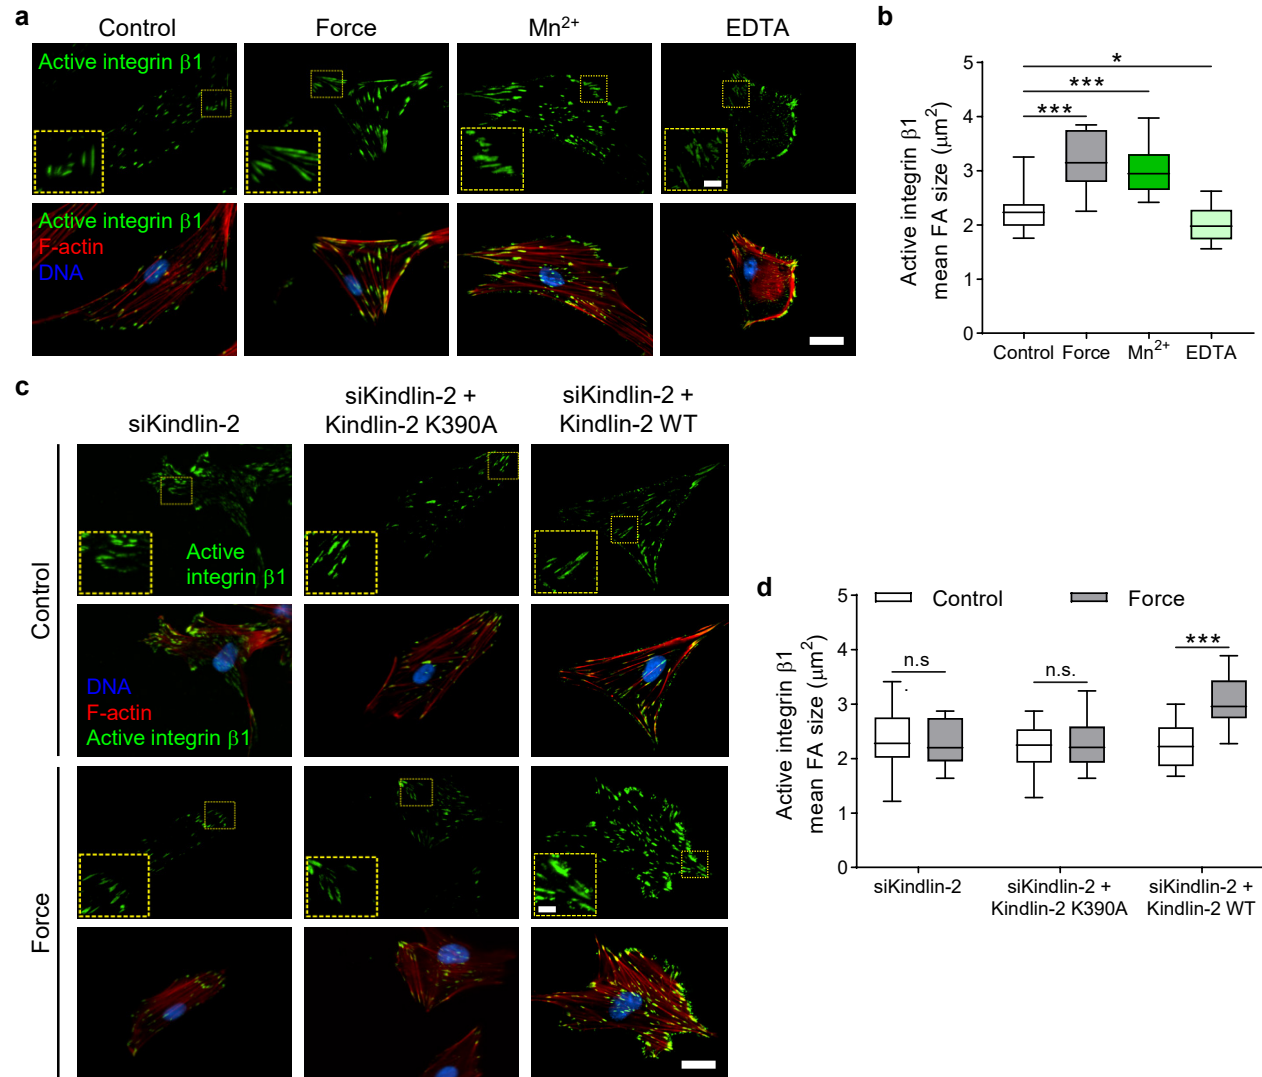 a
Control
Force
Mn2+
EDTA
Active integrin β1
Active integrin β1
F-actin
DNA
b
Active integrin β1
mean FA size (μm2)
5
4
3
2
1
0
*
***
***
Control
Force
Mn2+
EDTA
c
siKindlin-2
siKindlin-2 +
Kindlin-2 K390A
siKindlin-2 +
Kindlin-2 WT
Control
Active
integrin β1
DNA
F-actin
Active integrin β1
Force
d
Control
Force
Active integrin β1
mean FA size (μm2)
5
4
3
2
1
0
n.s
.
n.s.
***
siKindlin-2
siKindlin-2 +
Kindlin-2 K390A
siKindlin-2 +
Kindlin-2 WT